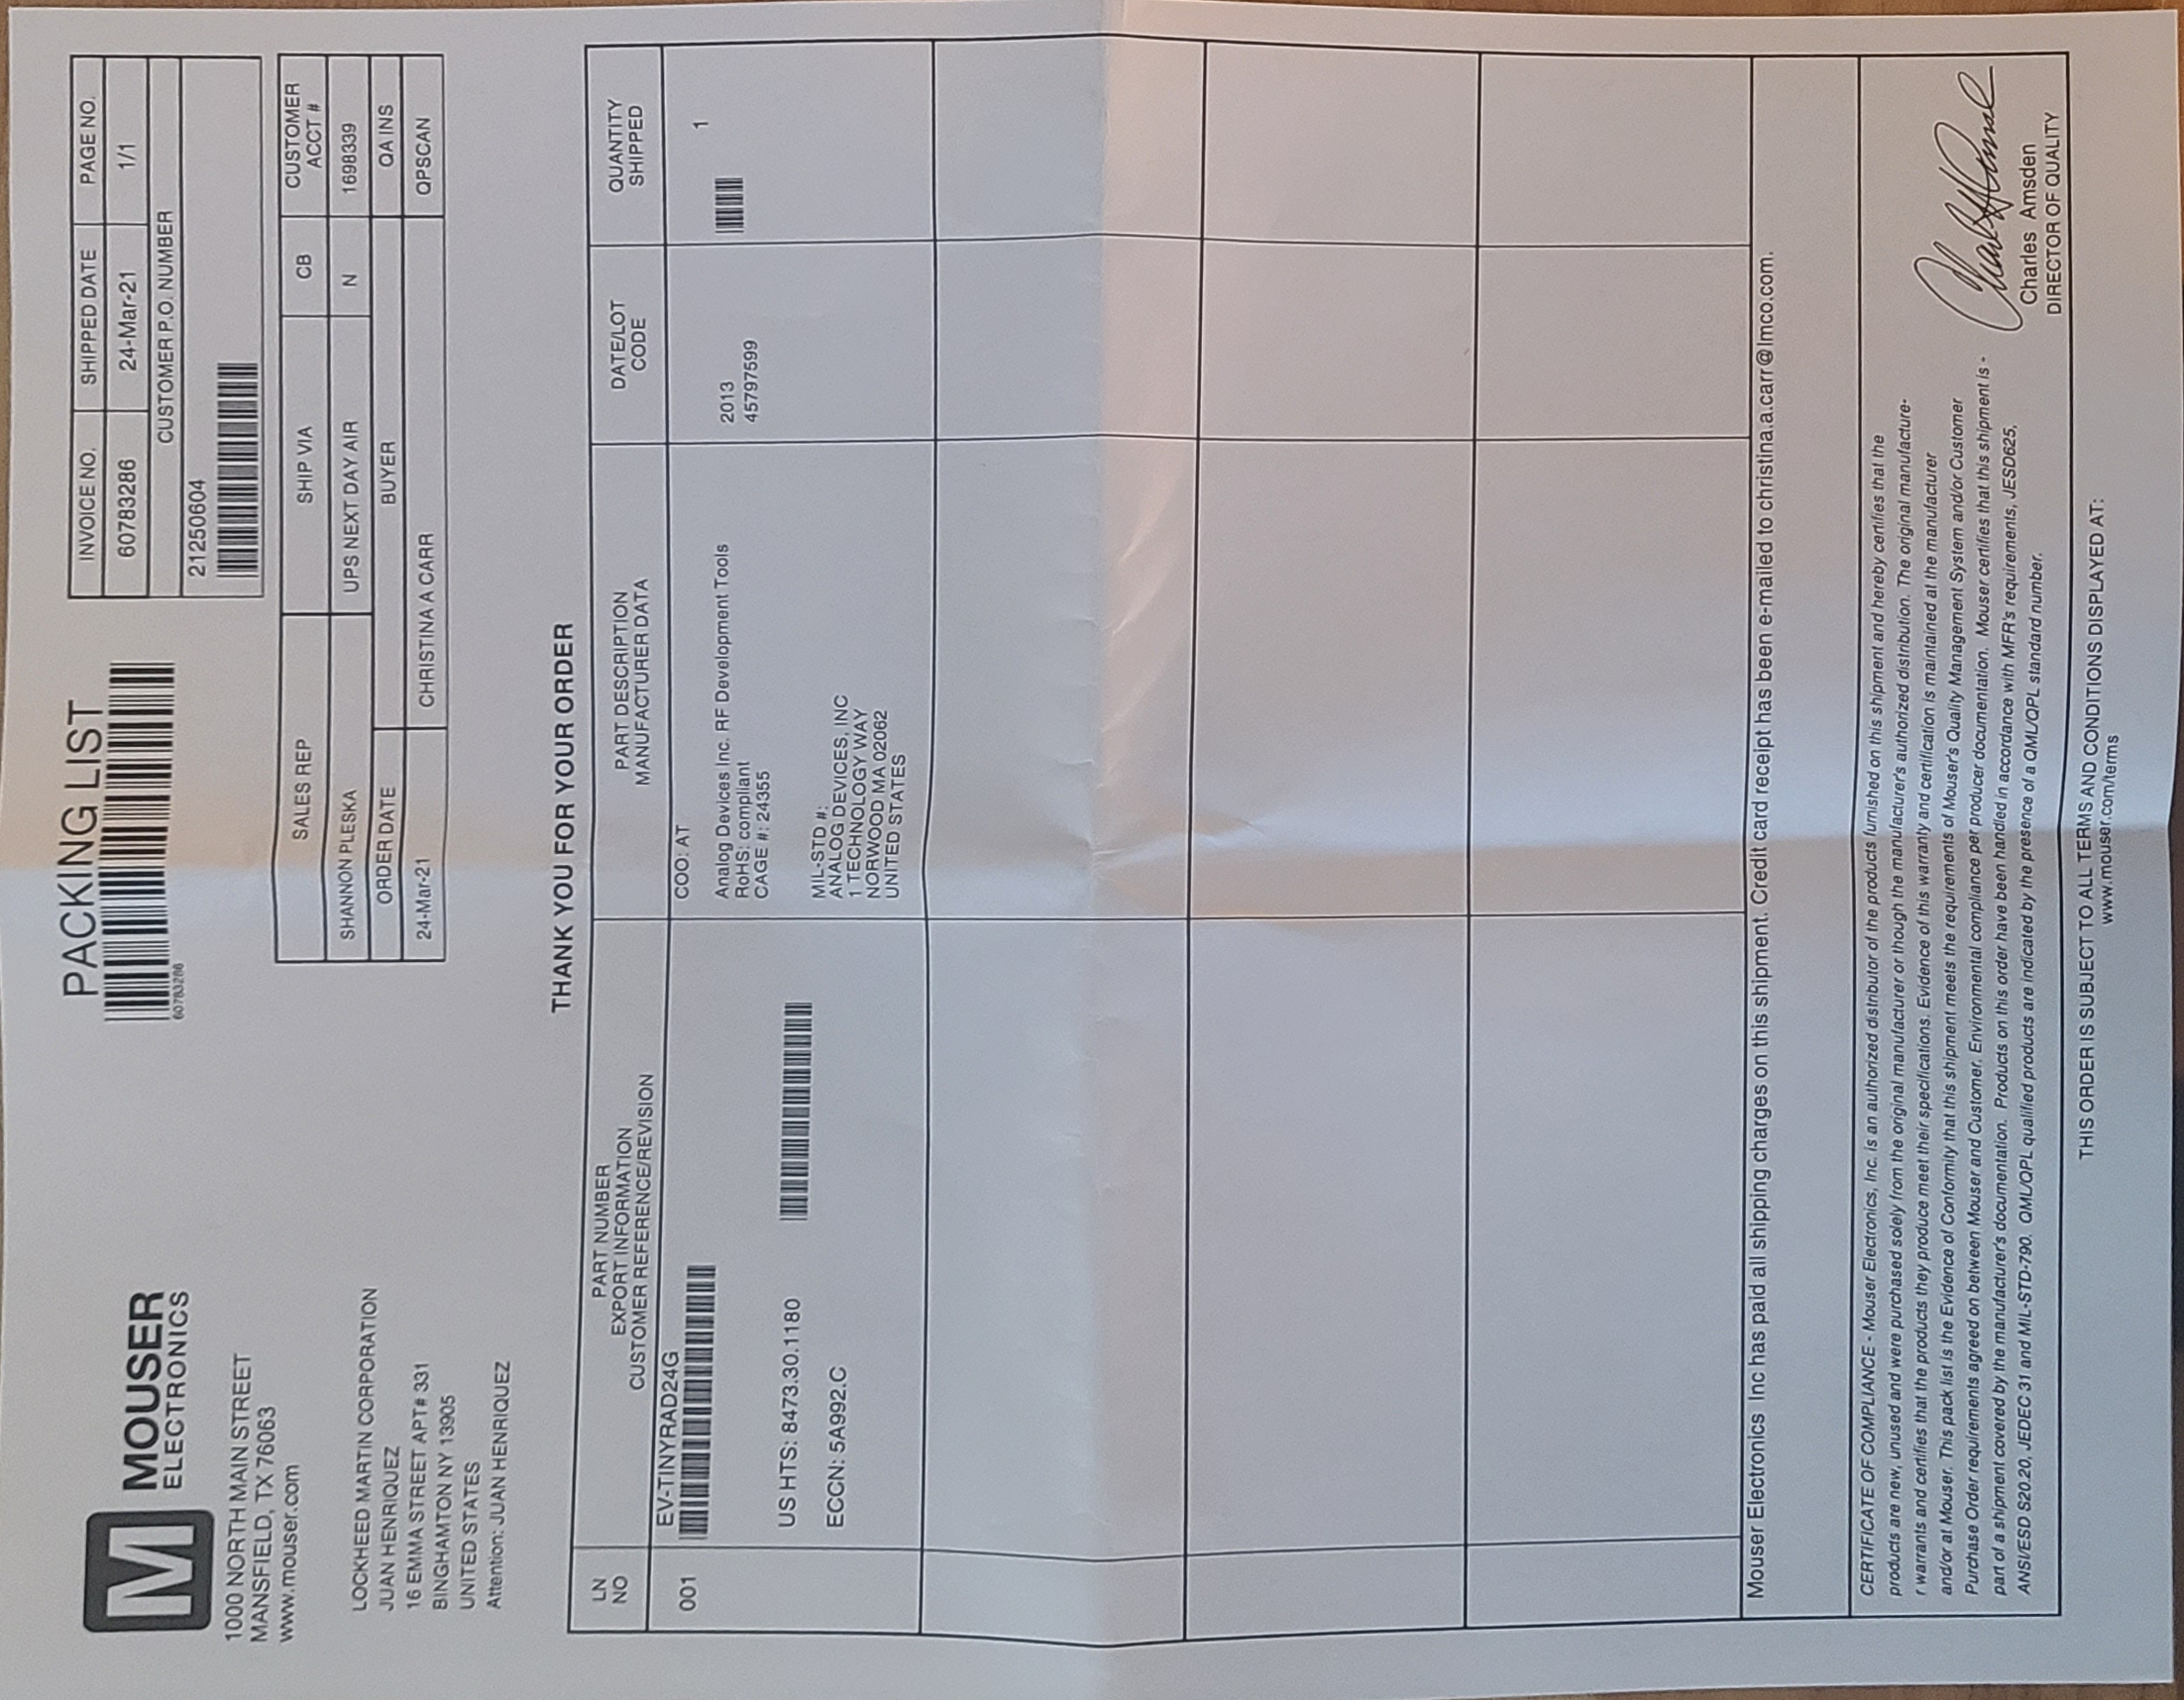 MOUSER
ELECTRONICS
1000 NORTH MAIN STREET
MANSFIELD, TX 76063
www.mouser.com
PACKING LIST
60783286
INVOICE NO. SHIPPED DATE PAGE NO.
60783286 24-Mar-21 1/1
CUSTOMER P.O. NUMBER
21250604
SALES REP SHIP VIA CB CUSTOMER ACCT #
SHANNON PLESKA UPS NEXT DAY AIR N 1698339
ORDER DATE BUYER QA INS
24-Mar-21 CHRISTINA A CARR QPSCAN
LOCKHEED MARTIN CORPORATION
JUAN HENRIQUEZ
16 EMMA STREET APT# 331
BINGHAMTON NY 13905
UNITED STATES
Attention: JUAN HENRIQUEZ
THANK YOU FOR YOUR ORDER
LN
NO
PART NUMBER
EXPORT INFORMATION
CUSTOMER REFERENCE/REVISION
PART DESCRIPTION
MANUFACTURER DATA
DATE/LOT
CODE
QUANTITY
SHIPPED
001
EV-TINYRAD24G
US HTS: 8473.30.1180
ECCN: 5A992.C
COO: AT
Analog Devices Inc. RF Development Tools
RoHS: compliant
CAGE #: 24355
MIL-STD #:
ANALOG DEVICES, INC
1 TECHNOLOGY WAY
NORWOOD MA 02062
UNITED STATES
2013
45797599
1
Mouser Electronics Inc has paid all shipping charges on this shipment. Credit card receipt has been e-mailed to christina.a.carr@lmco.com.
CERTIFICATE OF COMPLIANCE - Mouser Electronics, Inc. is an authorized distributor of the products furnished on this shipment and hereby certifies that the
products are new, unused and were purchased solely from the original manufacturer or though the manufacturer's authorized distribution. The original manufacture-
r warrants and certifies that the products they produce meet their specifications. Evidence of this warranty and certification is maintained at the manufacturer
and/or at Mouser. This pack list is the Evidence of Conformity that this shipment meets the requirements of Mouser's Quality Management System and/or Customer
Purchase Order requirements agreed on between Mouser and Customer. Environmental compliance per producer documentation. Mouser certifies that this shipment is -
part of a shipment covered by the manufacturer's documentation. Products on this order have been handled in accordance with MFR's requirements, JESD625,
ANSI/ESD S20.20, JEDEC 31 and MIL-STD-790. QML/QPL qualified products are indicated by the presence of a QML/QPL standard number.
Charles Amsden
DIRECTOR OF QUALITY
THIS ORDER IS SUBJECT TO ALL TERMS AND CONDITIONS DISPLAYED AT:
www.mouser.com/terms